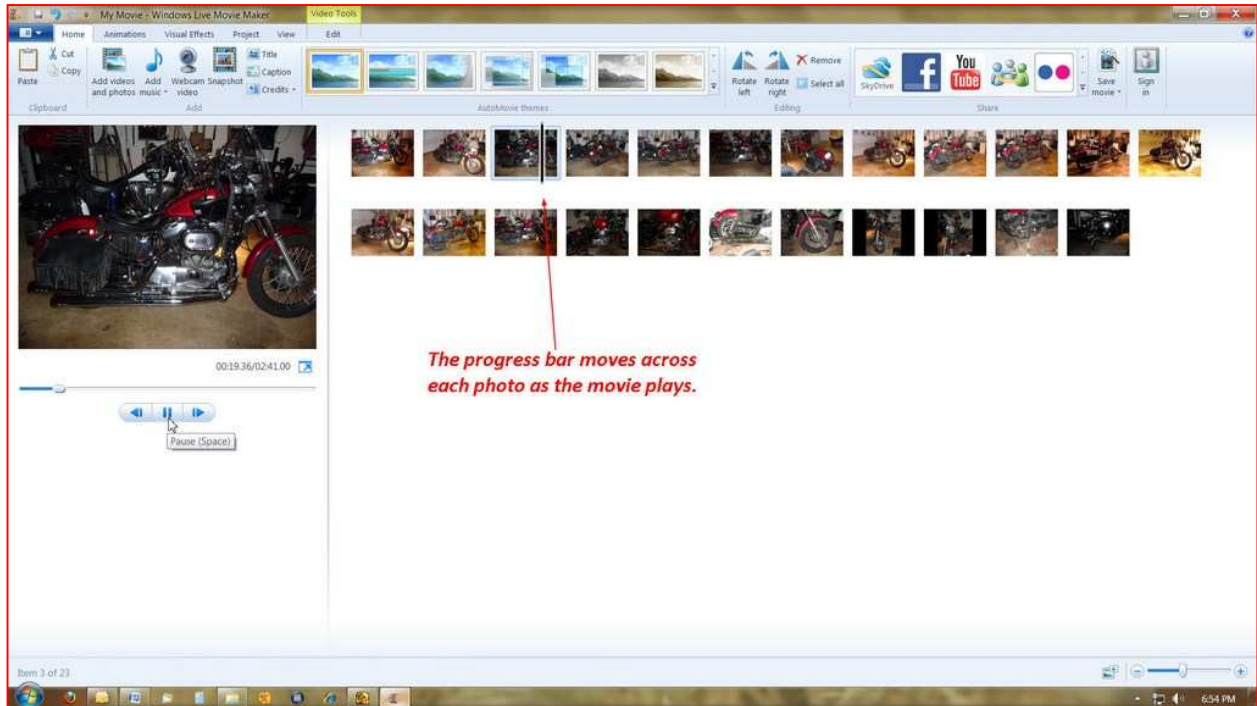 My Movie - Windows Live Movie Maker
Video Tools
Home Animations Visual Effects Project View Edit
Paste
Cut
Copy
Clipboard
Add videos and photos
Add music
Webcam video
Snapshot
Title
Caption
Credits
Add
AutoMovie themes
Rotate left
Rotate right
Remove
Select all
Editing
SkyDrive
f
You
Tube
Share
Save movie
Sign in
00:19.36/02:41.00
Pause (Space)
The progress bar moves across
each photo as the movie plays.
Item 3 of 23
6:54 PM